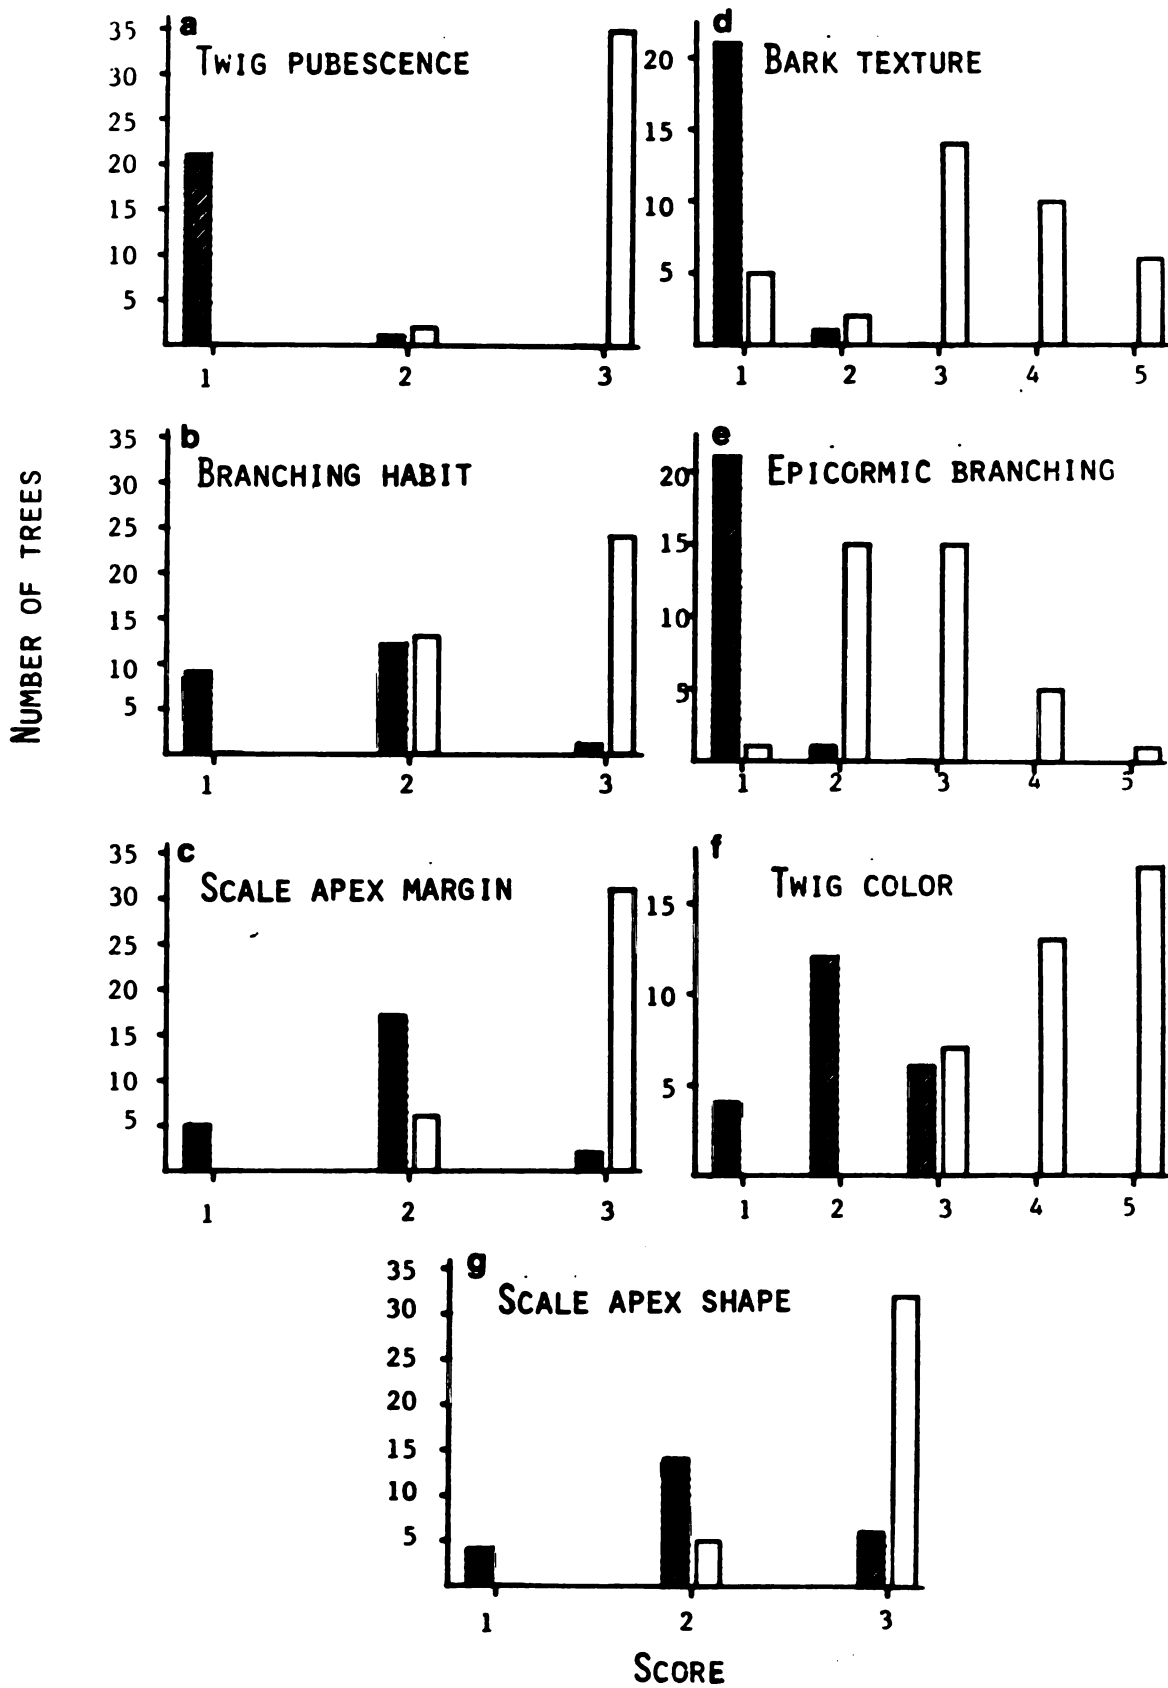 a
TWIG PUBESCENCE
35
30
25
20
15
10
5
1 2 3
d
BARK TEXTURE
20
15
10
5
1 2 3 4 5
b
BRANCHING HABIT
35
30
25
20
15
10
5
1 2 3
e
EPICORMIC BRANCHING
20
15
10
5
1 2 3 4 5
NUMBER OF TREES
c
SCALE APEX MARGIN
35
30
25
20
15
10
5
1 2 3
f
TWIG COLOR
15
10
5
1 2 3 4 5
g
SCALE APEX SHAPE
35
30
25
20
15
10
5
1 2 3
SCORE